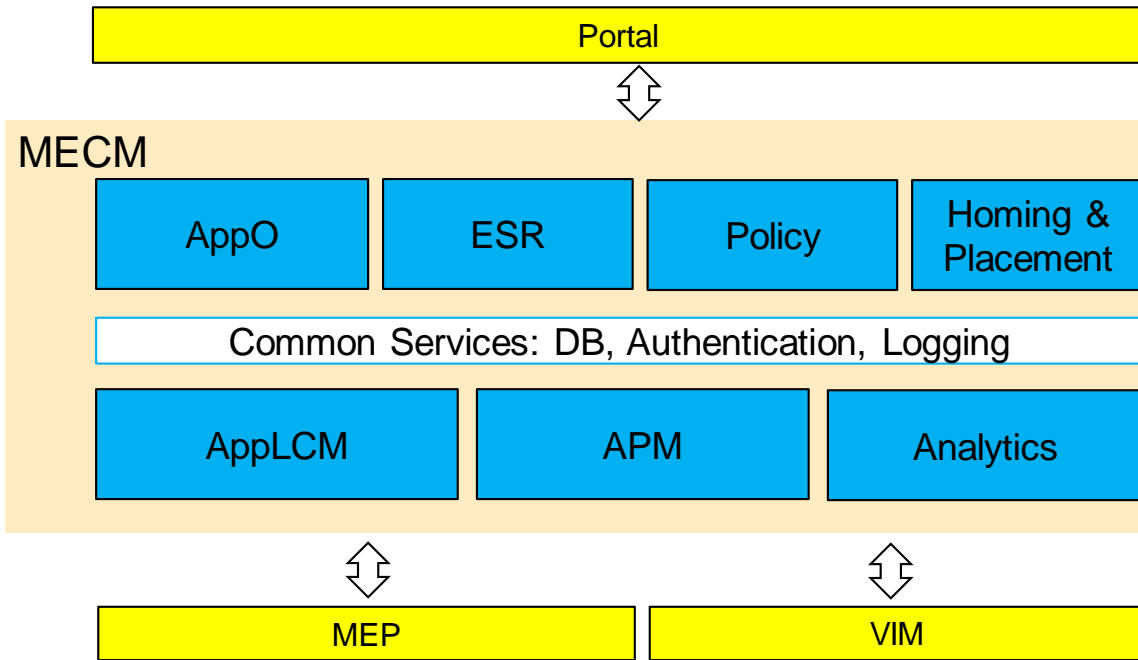 Portal
MECM
AppO
ESR
Policy
Homing &
Placement
Common Services: DB, Authentication, Logging
AppLCM
APM
Analytics
MEP
VIM